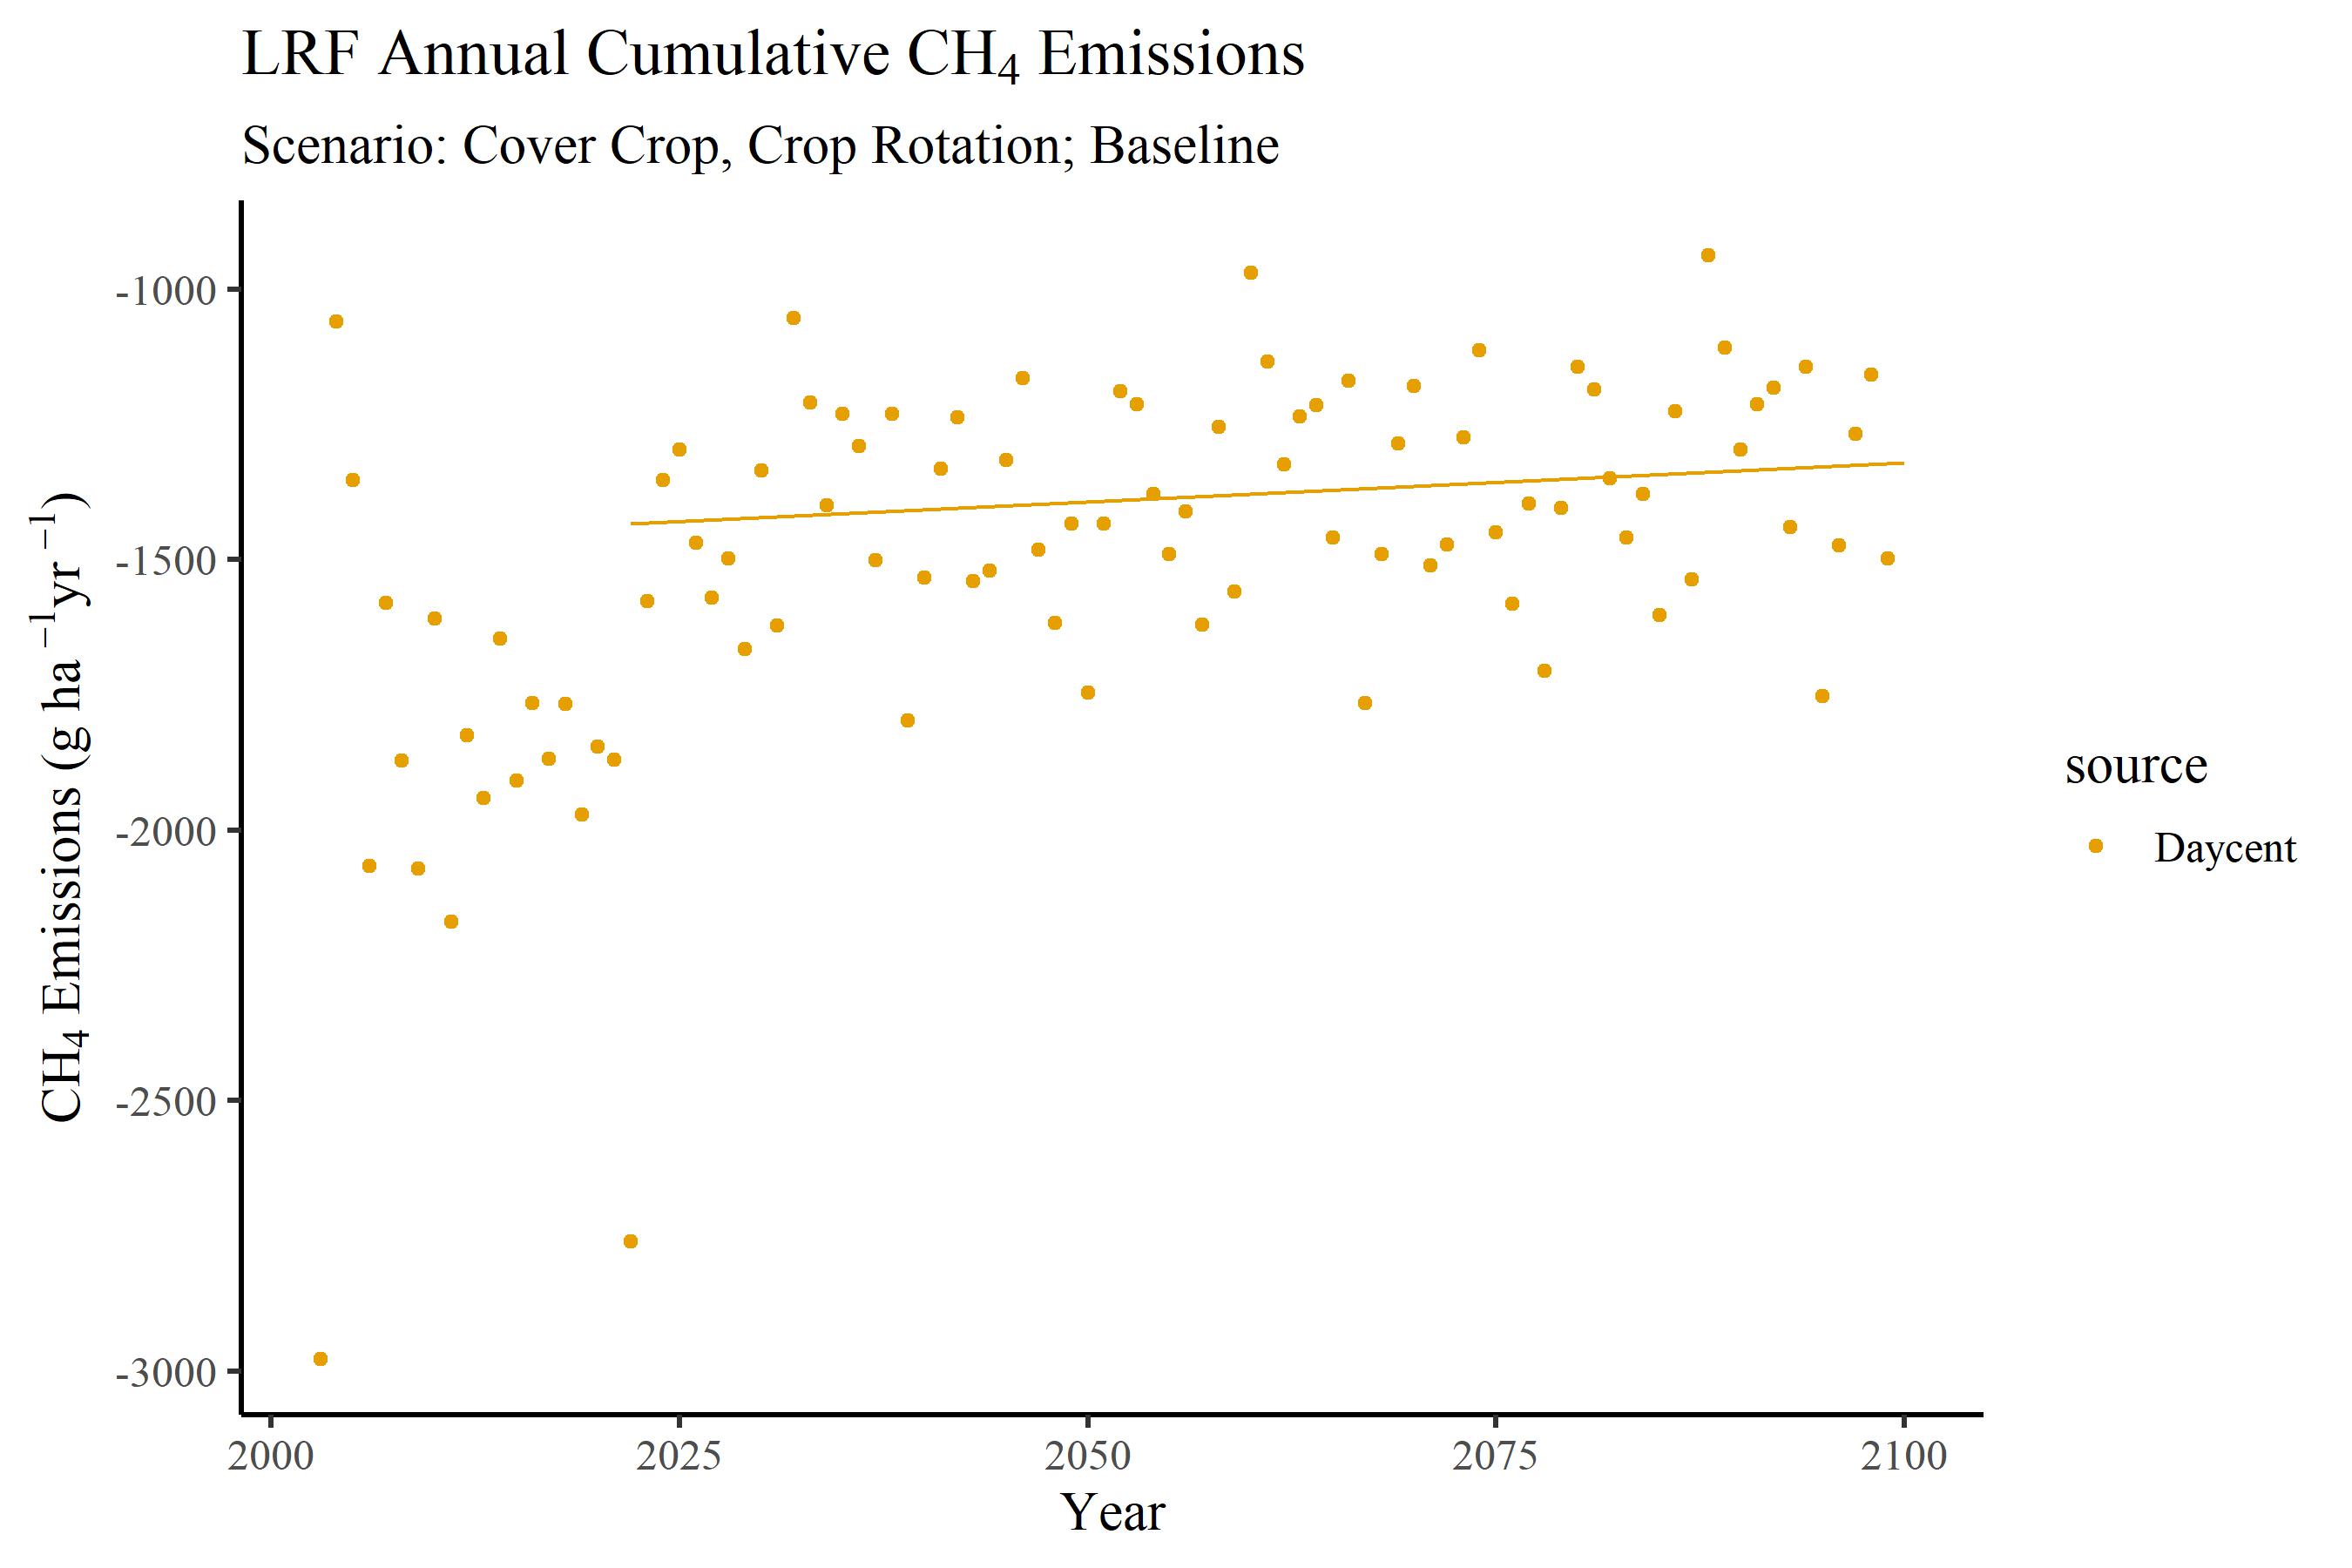 LRF Annual Cumulative CH₄ Emissions
Scenario: Cover Crop, Crop Rotation; Baseline
CH₄ Emissions (g ha ⁻¹yr ⁻¹)
-1000
-1500
-2000
-2500
-3000
2000 2025 2050 2075 2100
Year
source
Daycent